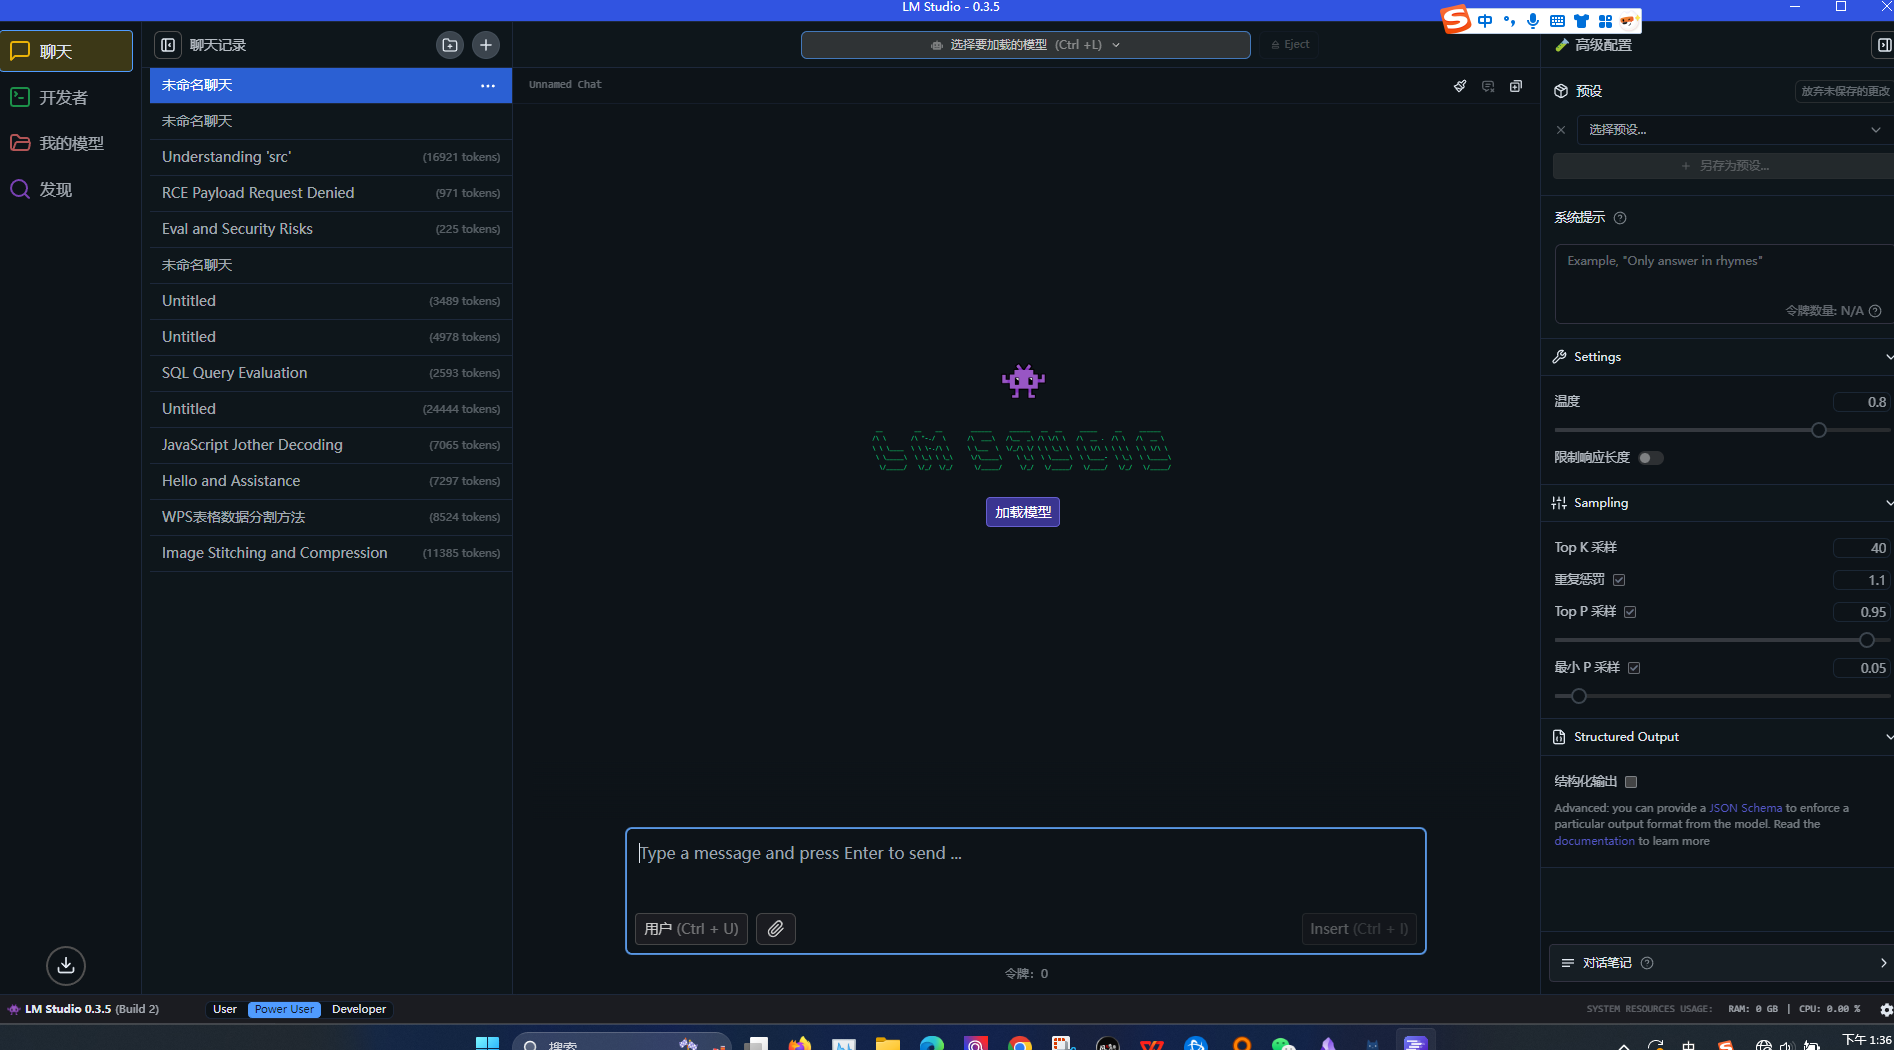 LM Studio - 0.3.5
中
聊天
开发者
我的模型
发现
聊天记录
未命名聊天
未命名聊天
Understanding 'src' (16921 tokens)
RCE Payload Request Denied (971 tokens)
Eval and Security Risks (225 tokens)
未命名聊天
Untitled (3489 tokens)
Untitled (4978 tokens)
SQL Query Evaluation (2593 tokens)
Untitled (24444 tokens)
JavaScript Jother Decoding (7065 tokens)
Hello and Assistance (7297 tokens)
WPS表格数据分割方法 (8524 tokens)
Image Stitching and Compression (11385 tokens)
选择要加载的模型 (Ctrl +L)
Eject
Unnamed Chat
LM STUDIO
加载模型
Type a message and press Enter to send ...
用户 (Ctrl + U)
Insert (Ctrl + I)
令牌: 0
高级配置
预设
放弃未保存的更改
选择预设...
+ 另存为预设...
系统提示
Example, "Only answer in rhymes"
令牌数量: N/A
Settings
温度 0.8
限制响应长度
Sampling
Top K 采样 40
重复惩罚 1.1
Top P 采样 0.95
最小 P 采样 0.05
Structured Output
结构化输出
Advanced: you can provide a JSON Schema to enforce a
particular output format from the model. Read the
documentation to learn more
对话笔记
LM Studio 0.3.5 (Build 2)
User Power User Developer
SYSTEM RESOURCES USAGE: RAM: 0 GB | CPU: 0.00 %
搜索
中
下午 1:36